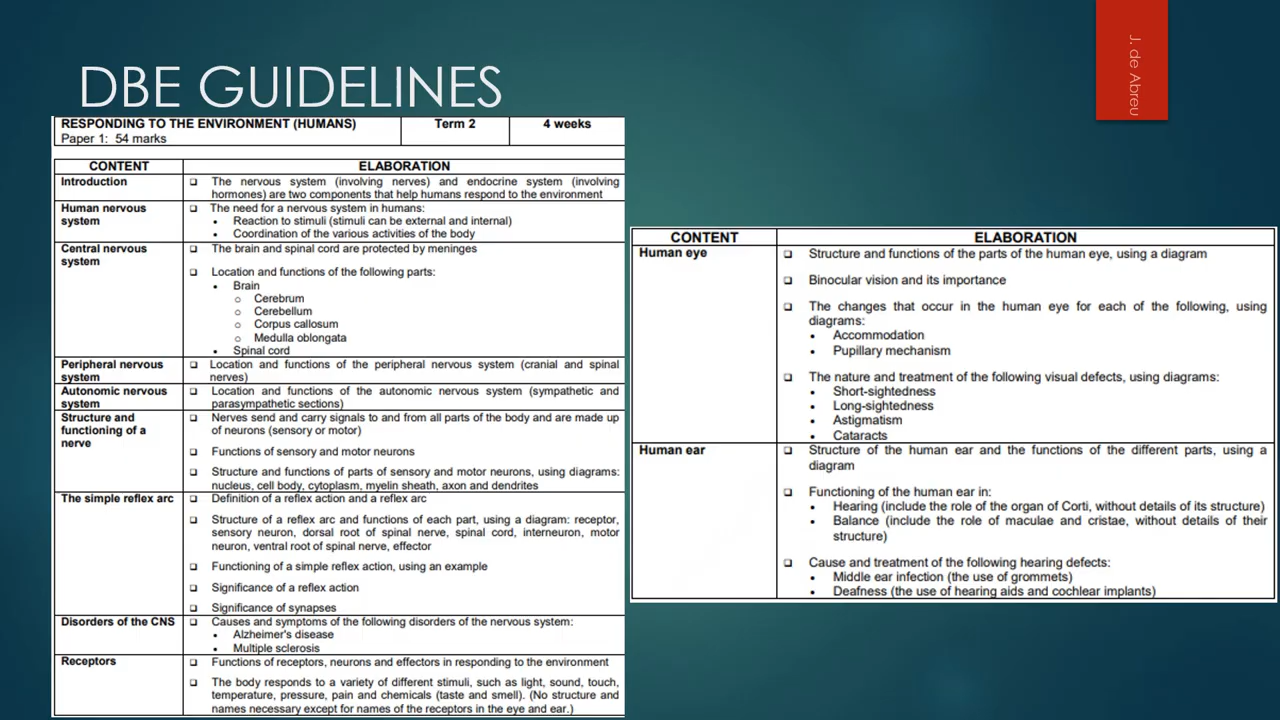 DBE GUIDELINES
J. de Abreu
RESPONDING TO THE ENVIRONMENT (HUMANS)
Paper 1: 54 marks
Term 2
4 weeks
CONTENT
ELABORATION
Introduction
❑ The nervous system (involving nerves) and endocrine system (involving
hormones) are two components that help humans respond to the environment
Human nervous
system
❑ The need for a nervous system in humans:
• Reaction to stimuli (stimuli can be external and internal)
• Coordination of the various activities of the body
Central nervous
system
❑ The brain and spinal cord are protected by meninges
❑ Location and functions of the following parts:
• Brain
o Cerebrum
o Cerebellum
o Corpus callosum
o Medulla oblongata
• Spinal cord
Peripheral nervous
system
❑ Location and functions of the peripheral nervous system (cranial and spinal
nerves)
Autonomic nervous
system
❑ Location and functions of the autonomic nervous system (sympathetic and
parasympathetic sections)
Structure and
functioning of a
nerve
❑ Nerves send and carry signals to and from all parts of the body and are made up
of neurons (sensory or motor)
❑ Functions of sensory and motor neurons
❑ Structure and functions of parts of sensory and motor neurons, using diagrams:
nucleus, cell body, cytoplasm, myelin sheath, axon and dendrites
The simple reflex arc
❑ Definition of a reflex action and a reflex arc
❑ Structure of a reflex arc and functions of each part, using a diagram: receptor,
sensory neuron, dorsal root of spinal nerve, spinal cord, interneuron, motor
neuron, ventral root of spinal nerve, effector
❑ Functioning of a simple reflex action, using an example
❑ Significance of a reflex action
❑ Significance of synapses
Disorders of the CNS
❑ Causes and symptoms of the following disorders of the nervous system:
• Alzheimer's disease
• Multiple sclerosis
Receptors
❑ Functions of receptors, neurons and effectors in responding to the environment
❑ The body responds to a variety of different stimuli, such as light, sound, touch,
temperature, pressure, pain and chemicals (taste and smell). (No structure and
names necessary except for names of the receptors in the eye and ear.)
CONTENT
ELABORATION
Human eye
❑ Structure and functions of the parts of the human eye, using a diagram
❑ Binocular vision and its importance
❑ The changes that occur in the human eye for each of the following, using
diagrams:
• Accommodation
• Pupillary mechanism
❑ The nature and treatment of the following visual defects, using diagrams:
• Short-sightedness
• Long-sightedness
• Astigmatism
• Cataracts
Human ear
❑ Structure of the human ear and the functions of the different parts, using a
diagram
❑ Functioning of the human ear in:
• Hearing (include the role of the organ of Corti, without details of its structure)
• Balance (include the role of maculae and cristae, without details of their
structure)
❑ Cause and treatment of the following hearing defects:
• Middle ear infection (the use of grommets)
• Deafness (the use of hearing aids and cochlear implants)